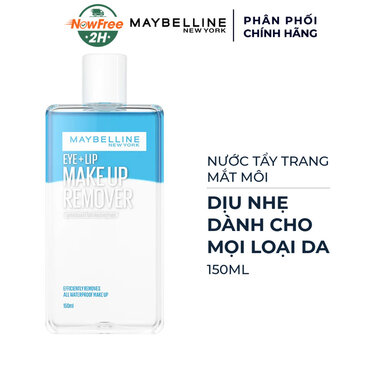 NowFree
2H
MAYBELLINE
NEW YORK
PHÂN PHỐI
CHÍNH HÃNG
MAYBELLINE
NEW YORK
EYE + LIP
MAKE UP
REMOVER
EFFICIENTLY REMOVES
ALL WATERPROOF MAKE UP
150ml
NƯỚC TẨY TRANG
MẮT MÔI
DỊU NHẸ
DÀNH CHO
MỌI LOẠI DA
150ML